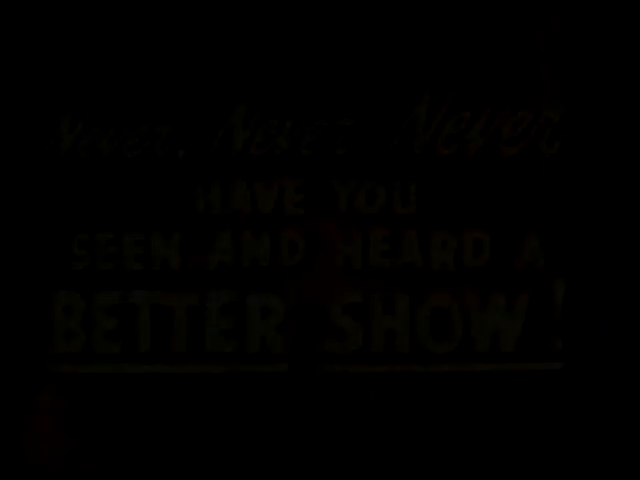 Never, Never Never
HAVE YOU
SEEN AND HEARD A
BETTER SHOW!